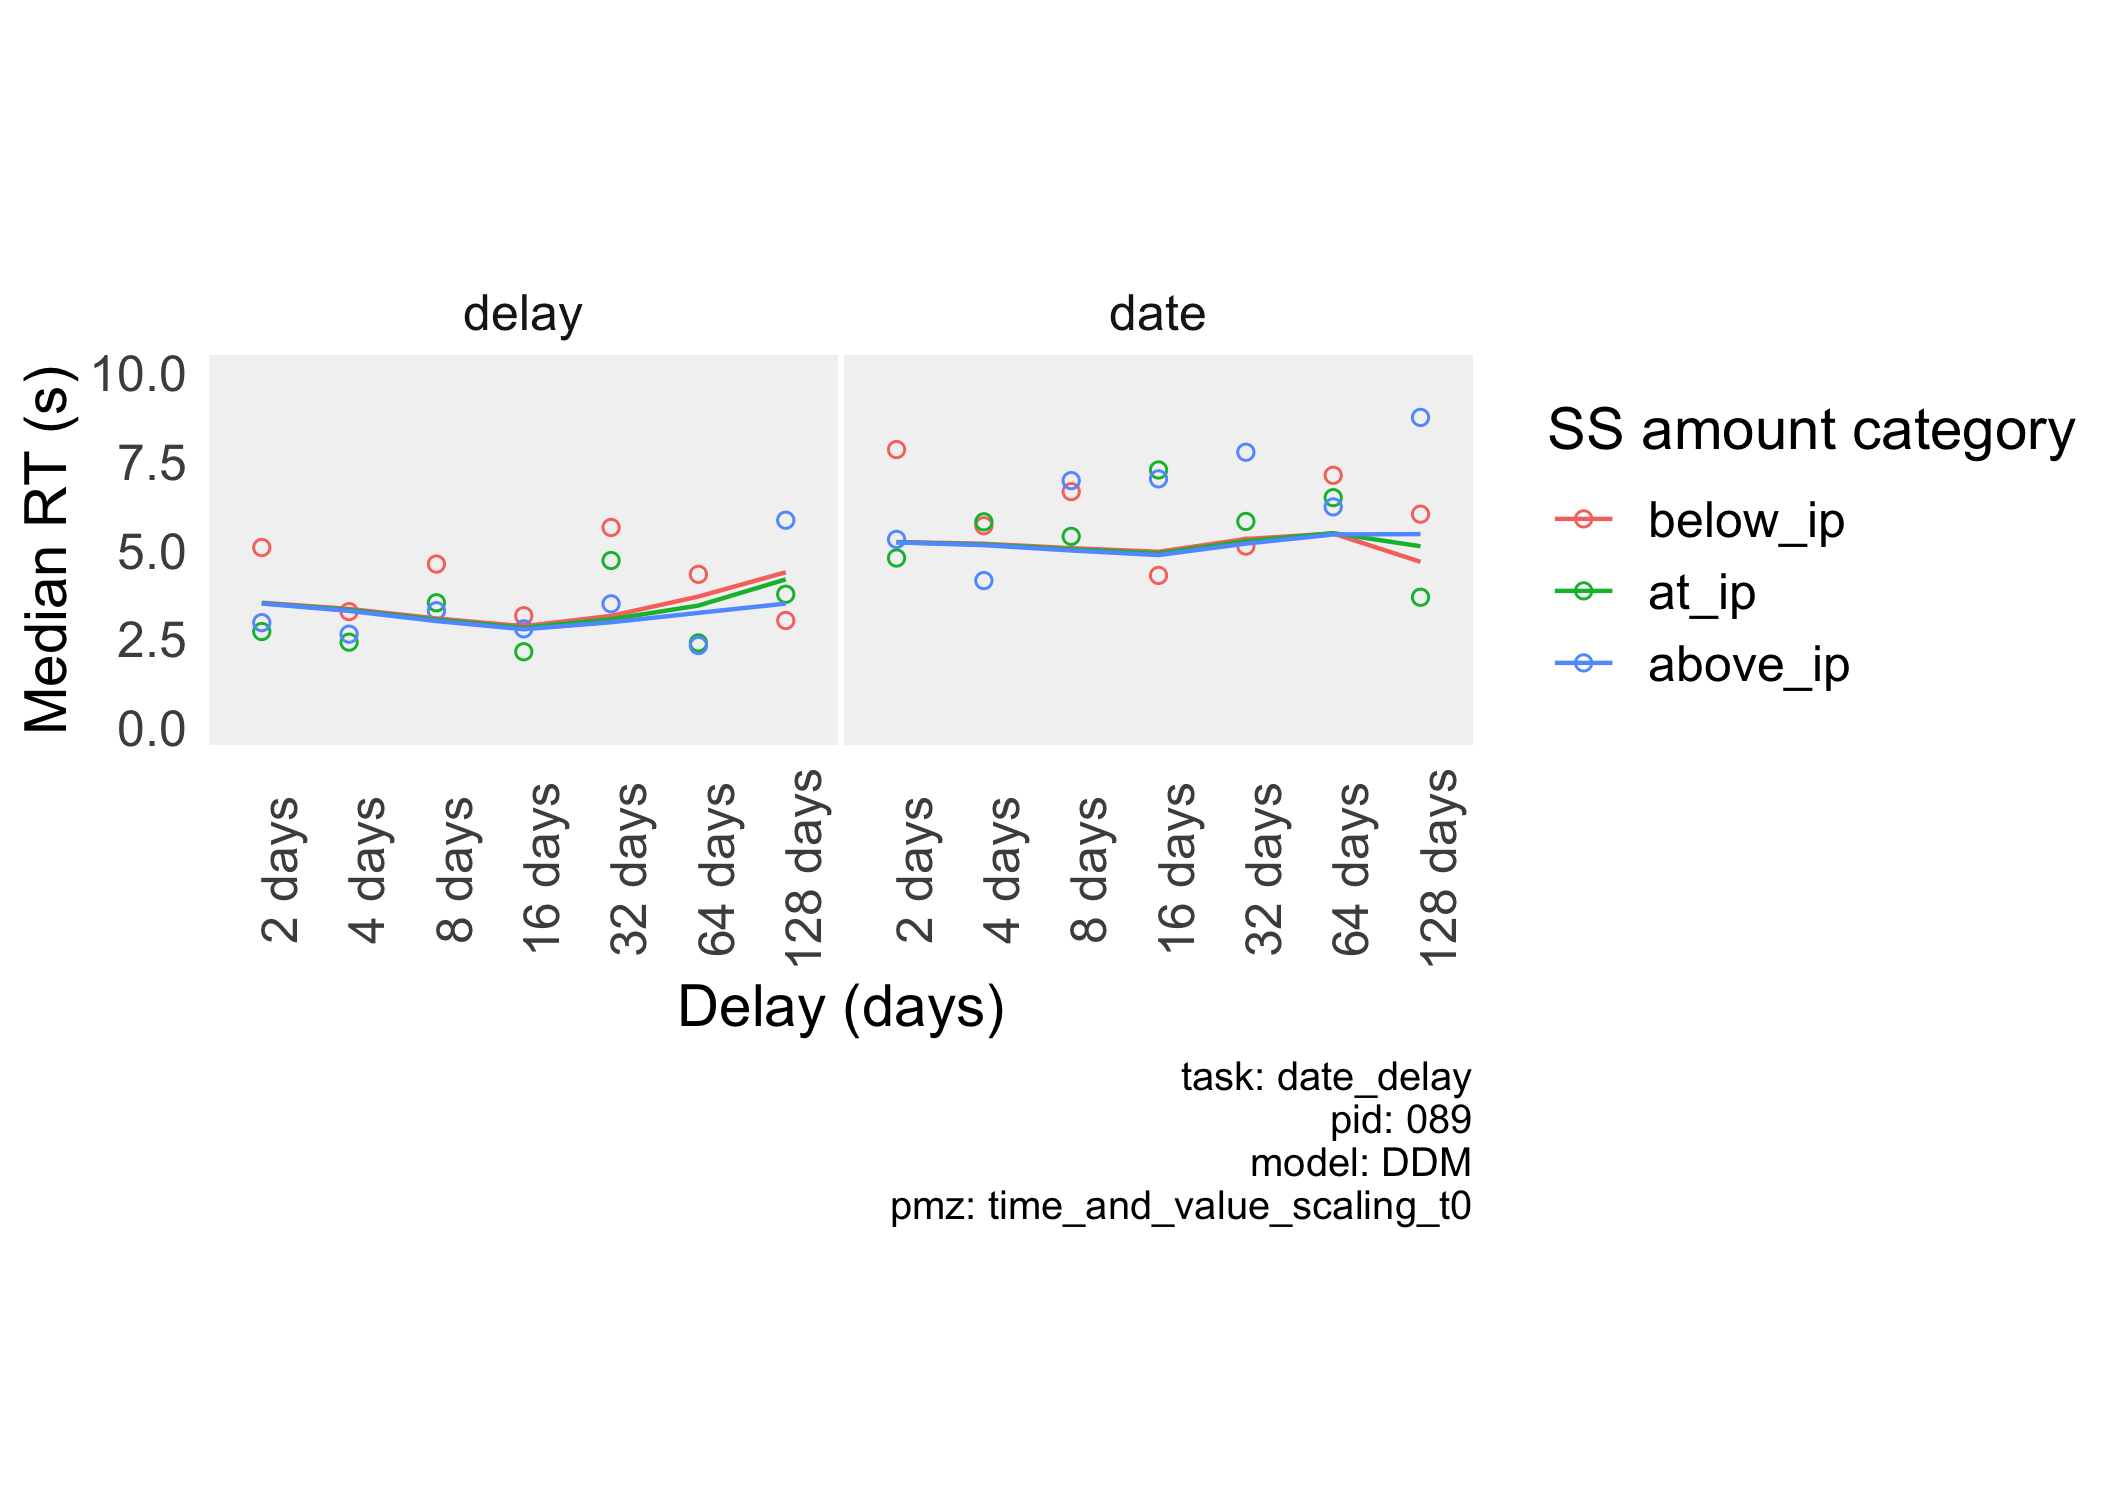 delay
date
Median RT (s)
10.0
7.5
5.0
2.5
0.0
2 days
4 days
8 days
16 days
32 days
64 days
128 days
2 days
4 days
8 days
16 days
32 days
64 days
128 days
Delay (days)
SS amount category
below_ip
at_ip
above_ip
task: date_delay
pid: 089
model: DDM
pmz: time_and_value_scaling_t0